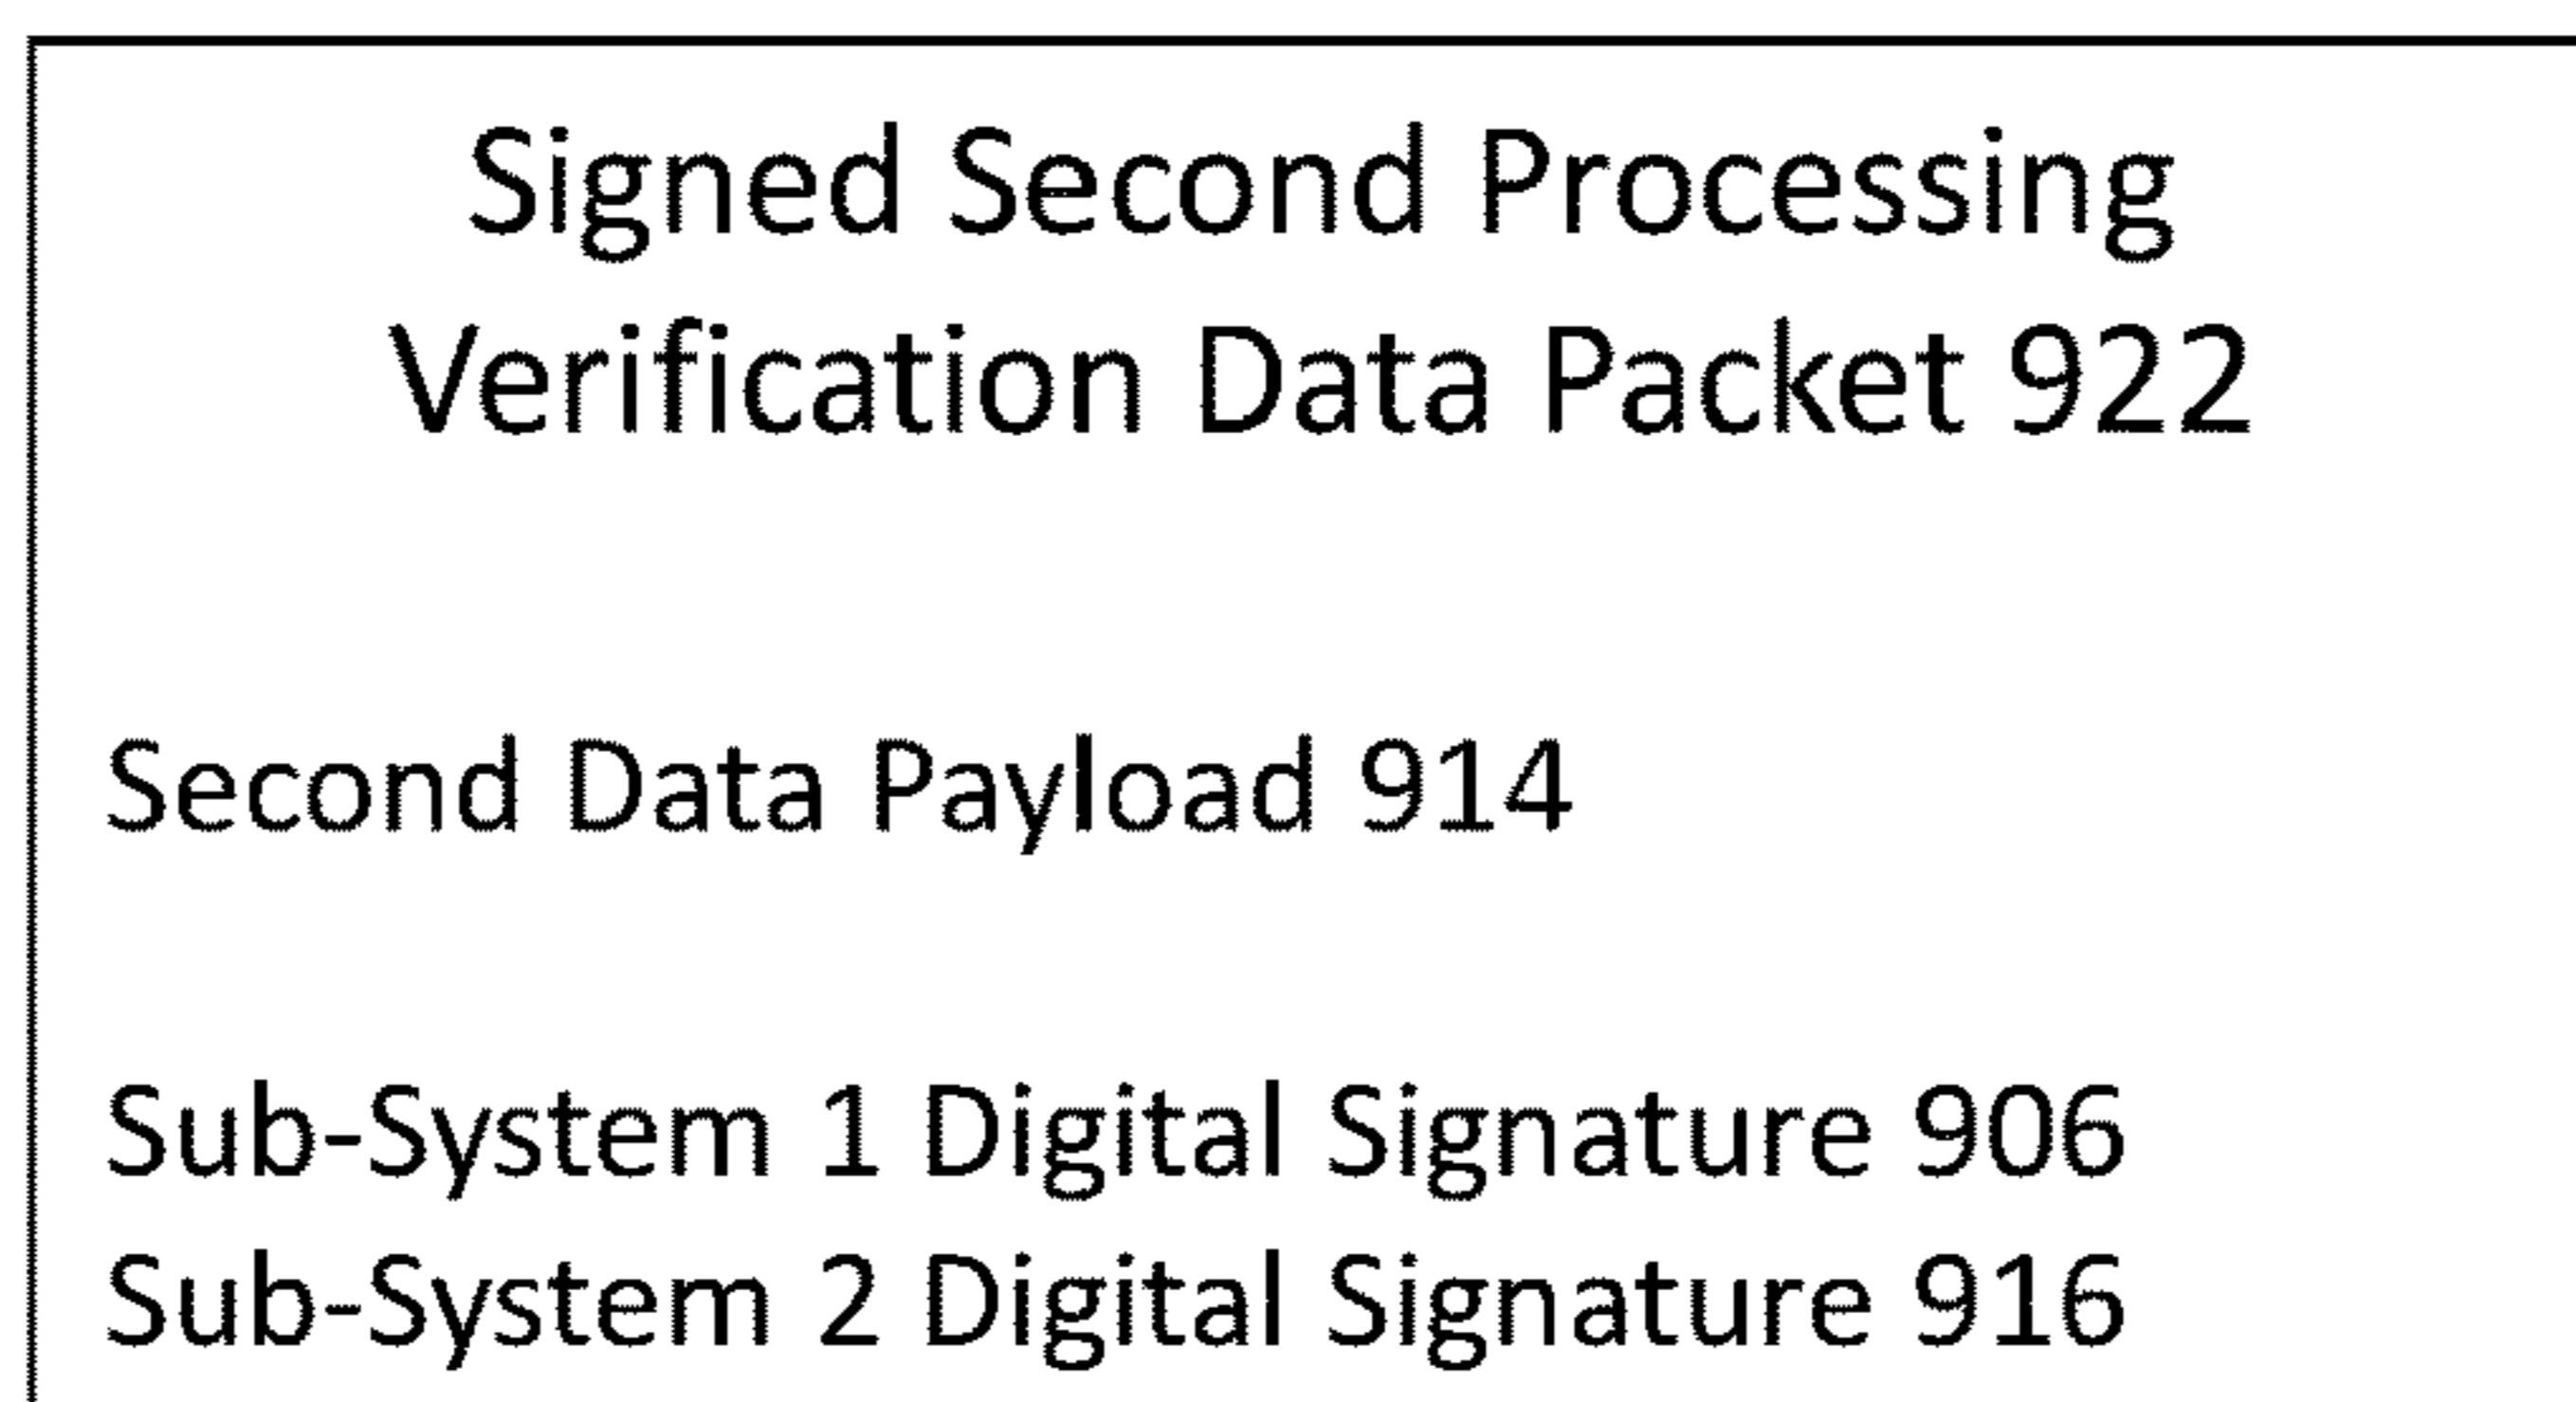 Signed Second Processing
Verification Data Packet 922
Second Data Payload 914
Sub-System 1 Digital Signature 906
Sub-System 2 Digital Signature 916